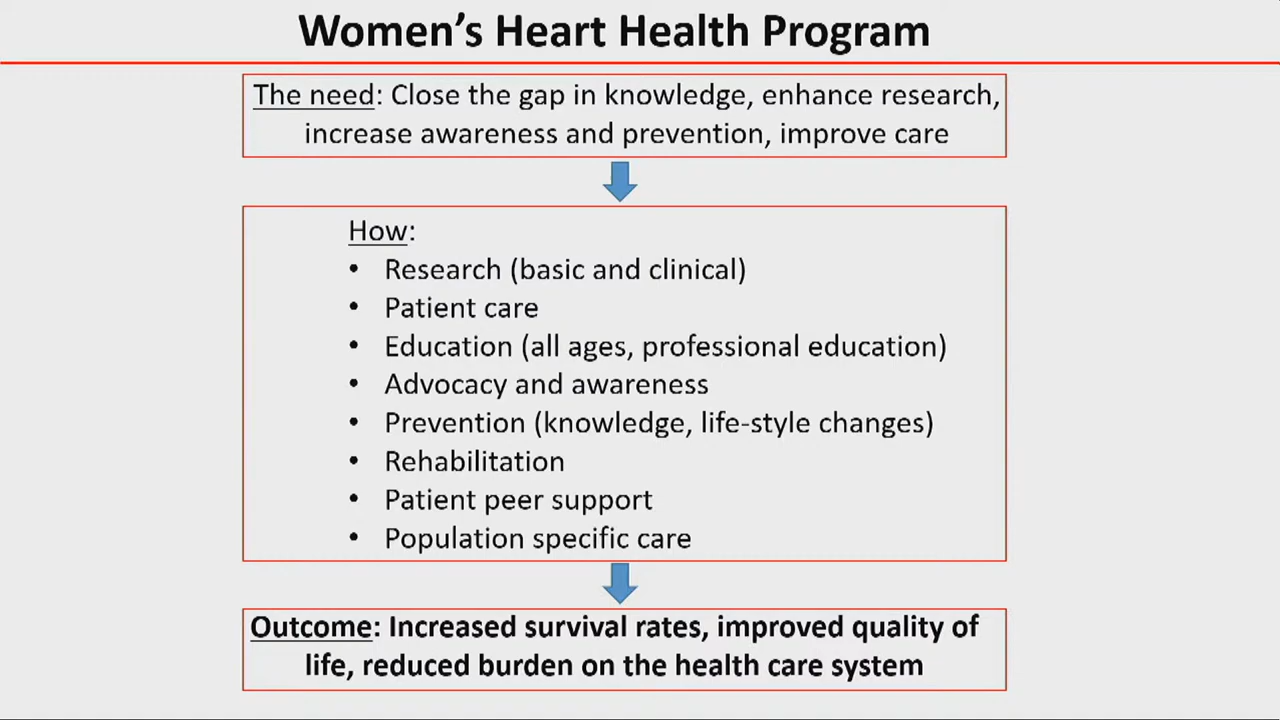 Women’s Heart Health Program
The need: Close the gap in knowledge, enhance research,
increase awareness and prevention, improve care
How:
• Research (basic and clinical)
• Patient care
• Education (all ages, professional education)
• Advocacy and awareness
• Prevention (knowledge, life-style changes)
• Rehabilitation
• Patient peer support
• Population specific care
Outcome: Increased survival rates, improved quality of
life, reduced burden on the health care system